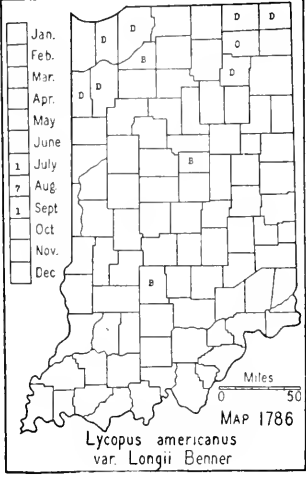 Jan.
Feb.
Mar.
Apr.
May
June
1 July
7 Aug.
1 Sept
Oct
Nov.
Dec
D D D D
B O
D D D
B
B
Miles
0 50
MAP 1786
Lycopus americanus
var. Longii Benner